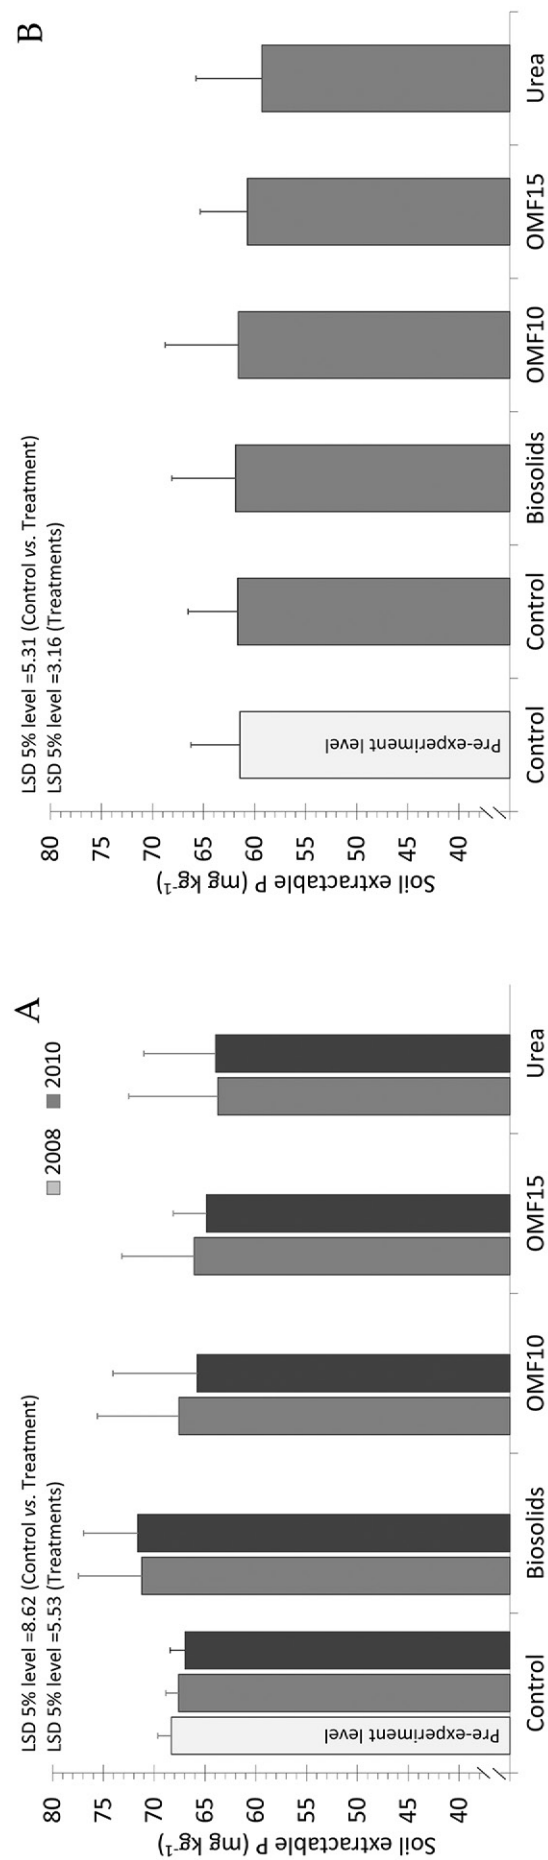 A
LSD 5% level =8.62 (Control vs. Treatment)
LSD 5% level =5.53 (Treatments)
2008 2010
80
75
70
65
60
55
50
45
40
Soil extractable P (mg kg-1)
Pre-experiment level
Control Biosolids OMF10 OMF15 Urea
B
LSD 5% level =5.31 (Control vs. Treatment)
LSD 5% level =3.16 (Treatments)
80
75
70
65
60
55
50
45
40
Soil extractable P (mg kg-1)
Pre-experiment level
Control Control Biosolids OMF10 OMF15 Urea